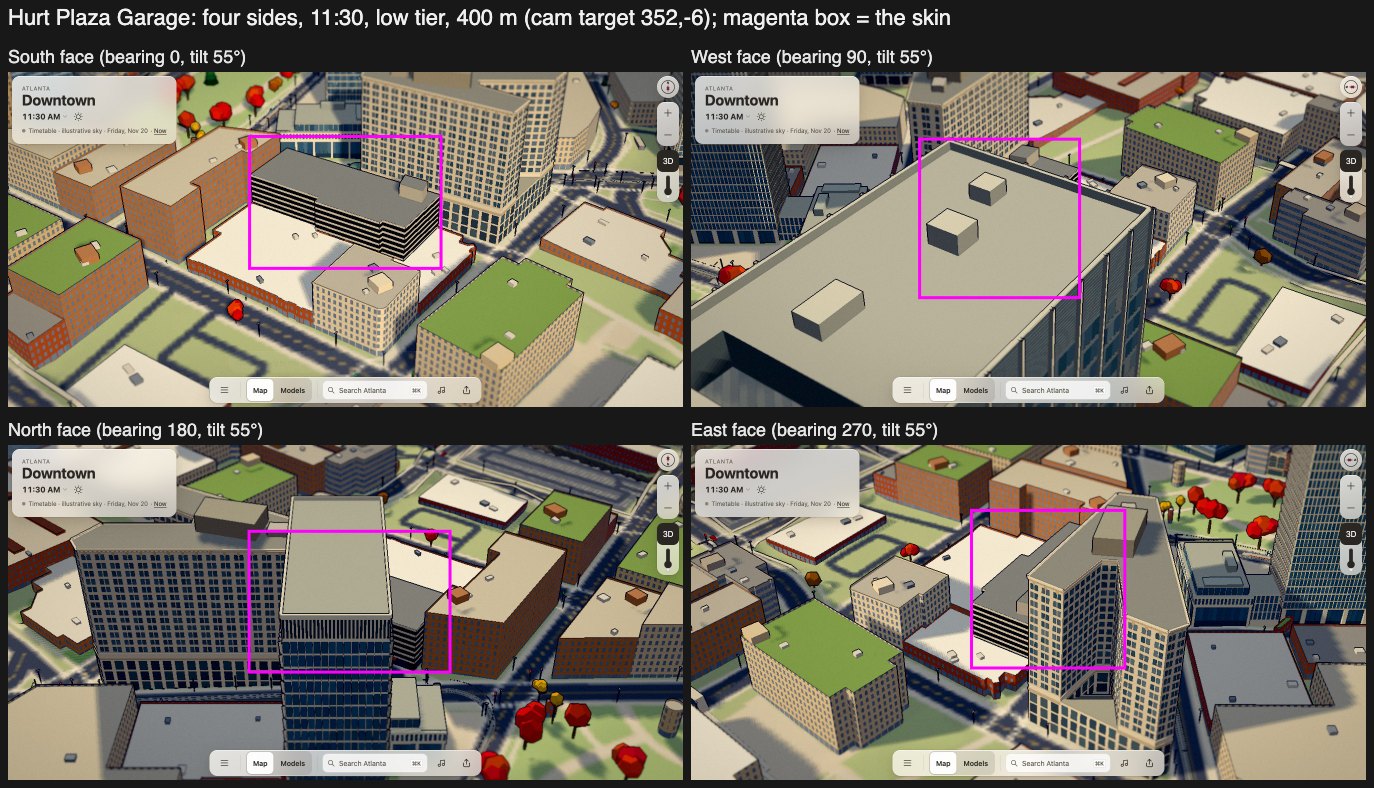 Hurt Plaza Garage: four sides, 11:30, low tier, 400 m (cam target 352,-6); magenta box = the skin
South face (bearing 0, tilt 55°)
ATLANTA
Downtown
11:30 AM
Timetable · illustrative sky · Friday, Nov 20 · Now
+
−
3D
Map
Models
Search Atlanta
⌘K
West face (bearing 90, tilt 55°)
ATLANTA
Downtown
11:30 AM
Timetable · illustrative sky · Friday, Nov 20 · Now
+
−
3D
Map
Models
Search Atlanta
⌘K
North face (bearing 180, tilt 55°)
ATLANTA
Downtown
11:30 AM
Timetable · illustrative sky · Friday, Nov 20 · Now
+
−
3D
Map
Models
Search Atlanta
⌘K
East face (bearing 270, tilt 55°)
ATLANTA
Downtown
11:30 AM
Timetable · illustrative sky · Friday, Nov 20 · Now
+
−
3D
Map
Models
Search Atlanta
⌘K